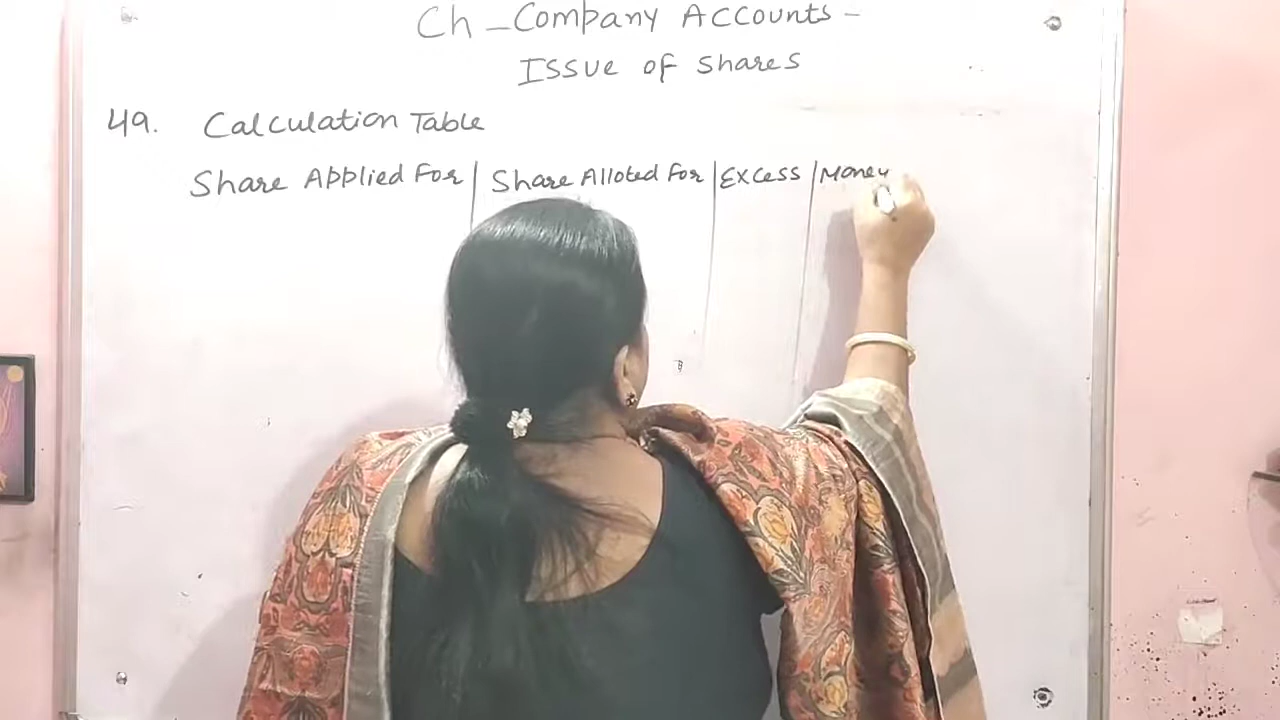 Ch - Company Accounts -
Issue of Shares
49. Calculation Table
Share Applied For | Share Alloted For | Excess | Money